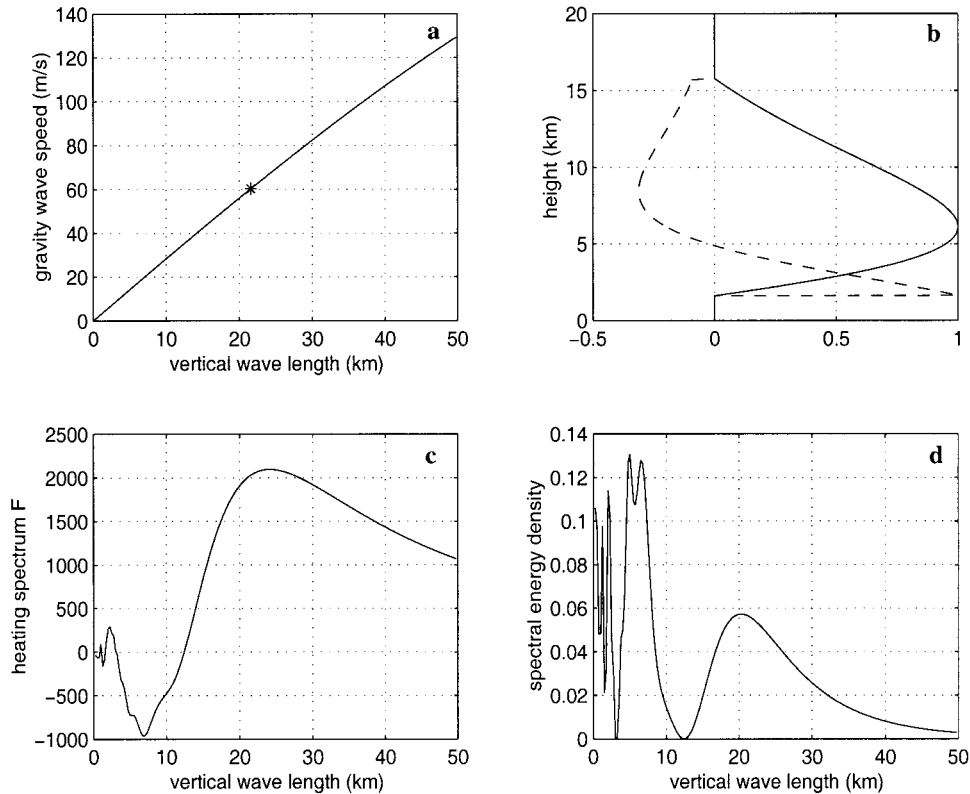 a
140
120
100
80
60
40
20
0
gravity wave speed (m/s)
*
0 10 20 30 40 50
vertical wave length (km)
b
20
15
10
5
0
height (km)
−0.5 0 0.5 1
c
2500
2000
1500
1000
500
0
−500
−1000
heating spectrum F
0 10 20 30 40 50
vertical wave length (km)
d
0.14
0.12
0.1
0.08
0.06
0.04
0.02
0
spectral energy density
0 10 20 30 40 50
vertical wave length (km)